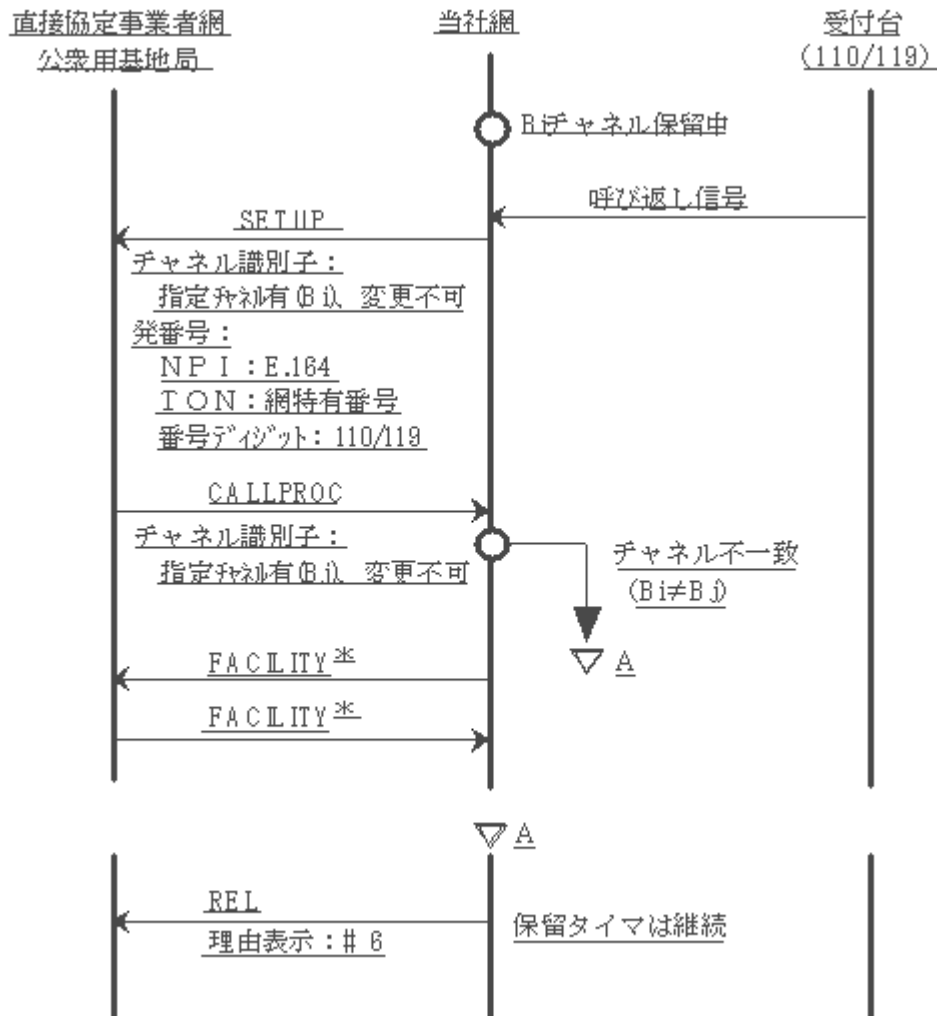 直接協定事業者網
公衆用基地局
当社網
受付台
(110/119)
Biチャネル保留中
呼び返し信号
SETUP
チャネル識別子：
指定チャネル有(Bi)、変更不可
発番号：
ＮＰＩ：E.164
ＴＯＮ：網特有番号
番号ディジット：110/119
CALLPROC
チャネル識別子：
指定チャネル有(Bj)、変更不可
チャネル不一致
(Bi≠Bj)
A
FACILITY*
FACILITY*
A
REL
理由表示：＃6
保留タイマは継続